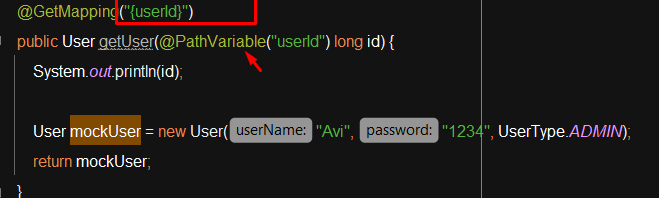 @GetMapping("{userId}")
public User getUser(@PathVariable("userId") long id) {
System.out.println(id);
User mockUser = new User( userName: "Avi", password: "1234", UserType.ADMIN);
return mockUser;
}